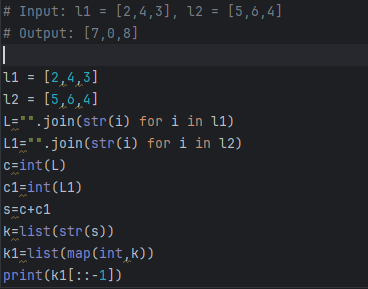 # Input: l1 = [2,4,3], l2 = [5,6,4]
# Output: [7,0,8]
l1 = [2,4,3]
l2 = [5,6,4]
L="".join(str(i) for i in l1)
L1="".join(str(i) for i in l2)
c=int(L)
c1=int(L1)
s=c+c1
k=list(str(s))
k1=list(map(int,k))
print(k1[::-1])